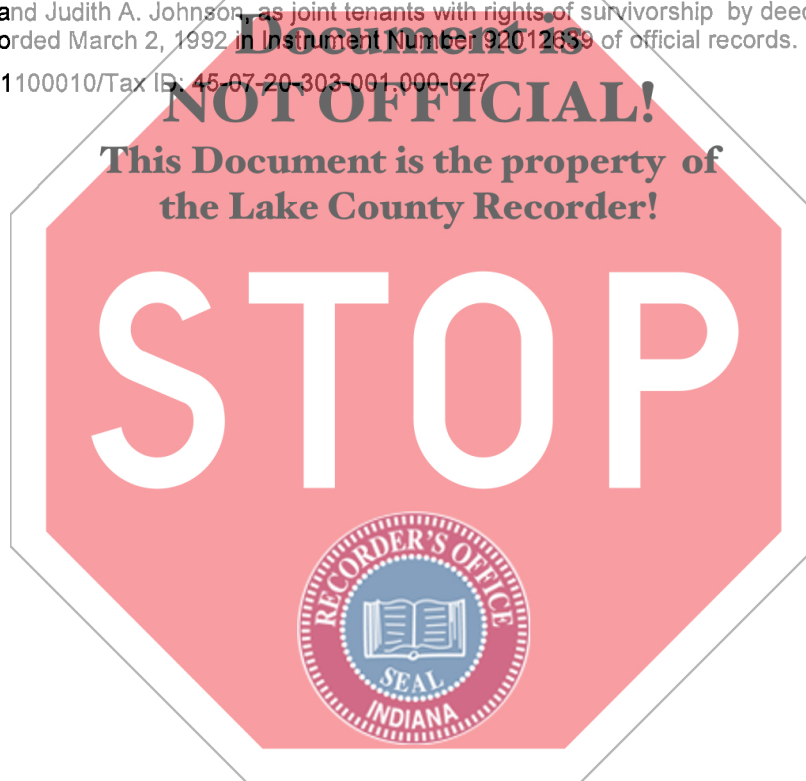 and Judith A. Johnson, as joint tenants with rights of survivorship by deed
Document is
orded March 2, 1992 in Instrument Number 92012639 of official records.
1100010/Tax ID: 45-07-20-303-001.000-027
NOT OFFICIAL!
This Document is the property of
the Lake County Recorder!
STOP
RECORDER'S OFFICE
SEAL
INDIANA